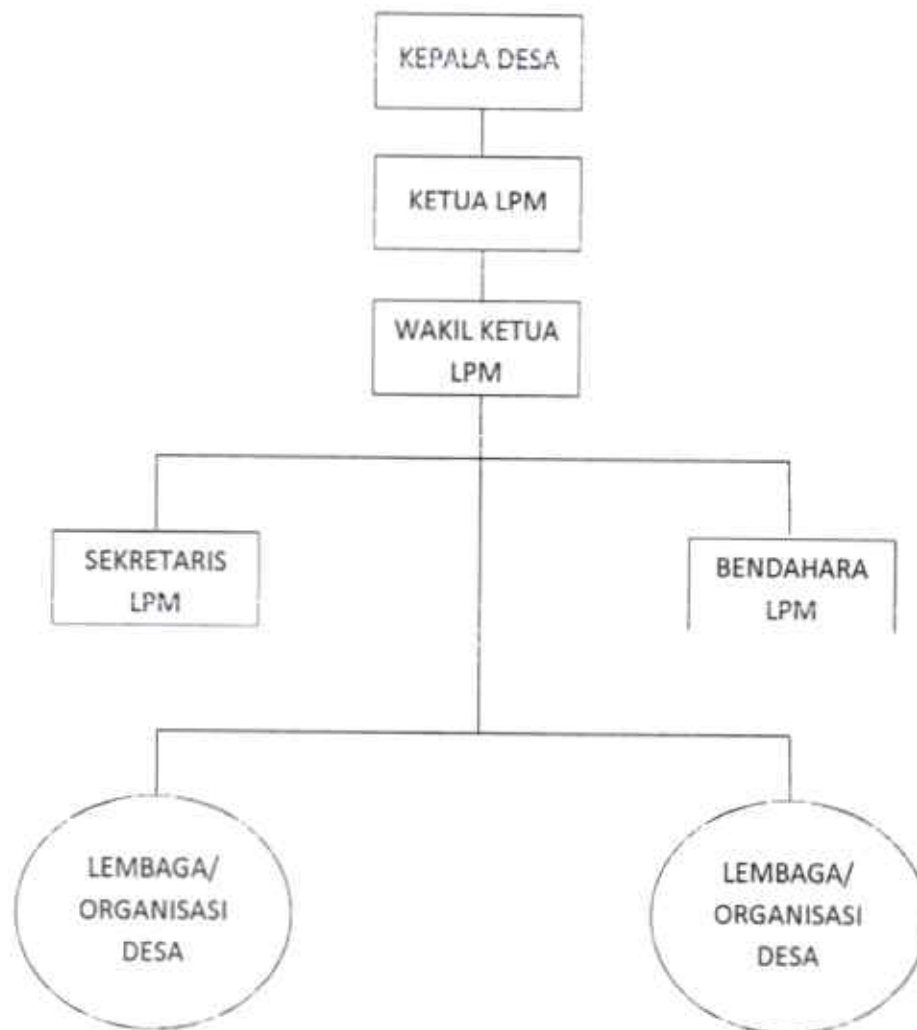 KEPALA DESA
KETUA LPM
WAKIL KETUA
LPM
SEKRETARIS
LPM
BENDAHARA
LPM
LEMBAGA/
ORGANISASI
DESA
LEMBAGA/
ORGANISASI
DESA